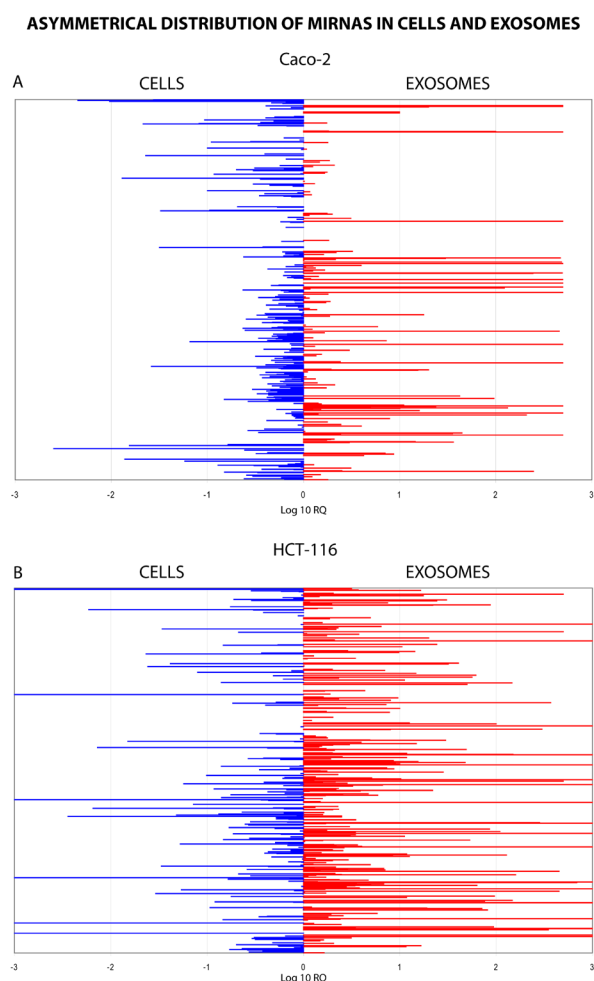 ASYMMETRICAL DISTRIBUTION OF MIRNAS IN CELLS AND EXOSOMES
Caco-2
A
CELLS EXOSOMES
-3 -2 -1 0 1 2 3
Log 10 RQ
HCT-116
B
CELLS EXOSOMES
-3 -2 -1 0 1 2 3
Log 10 RQ